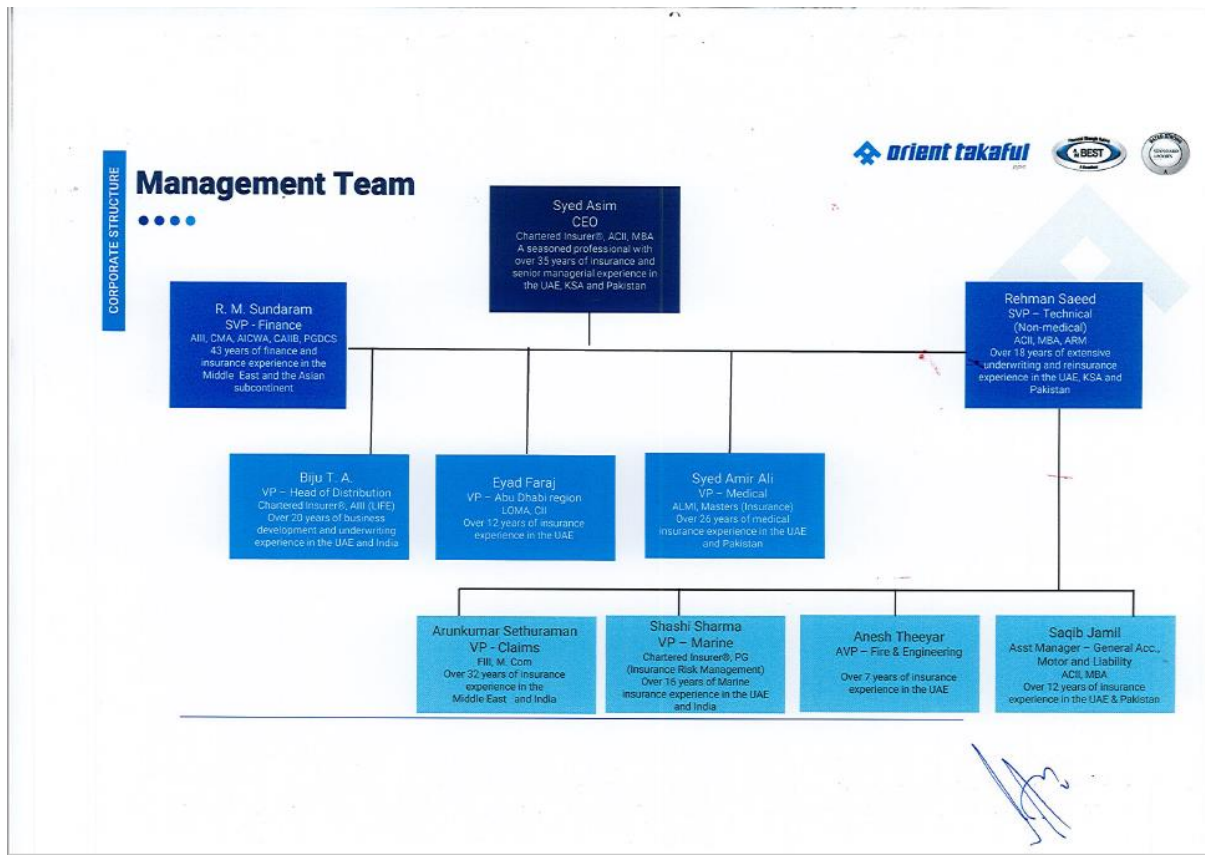 CORPORATE STRUCTURE
Management Team
orient takaful
PJSC
BEST
Syed Asim
CEO
Chartered Insurer®, ACII, MBA
A seasoned professional with
over 35 years of insurance and
senior managerial experience in
the UAE, KSA and Pakistan
R. M. Sundaram
SVP - Finance
AIII, CMA, AICWA, CAIIB, PGDCS
43 years of finance and
insurance experience in the
Middle East and the Asian
subcontinent
Rehman Saeed
SVP – Technical
(Non-medical)
ACII, MBA, ARM
Over 18 years of extensive
underwriting and reinsurance
experience in the UAE, KSA and
Pakistan
Biju T. A.
VP – Head of Distribution
Chartered Insurer®, AIII (LIFE)
Over 20 years of business
development and underwriting
experience in the UAE and India
Eyad Faraj
VP – Abu Dhabi region
LOMA, CII
Over 12 years of insurance
experience in the UAE
Syed Amir Ali
VP – Medical
ALMI, Masters (Insurance)
Over 26 years of medical
insurance experience in the UAE
and Pakistan
Arunkumar Sethuraman
VP - Claims
FIII, M. Com
Over 32 years of insurance
experience in the
Middle East and India
Shashi Sharma
VP – Marine
Chartered Insurer®, PG
(Insurance Risk Management)
Over 16 years of Marine
insurance experience in the UAE
and India
Anesh Theeyar
AVP – Fire & Engineering
Over 7 years of insurance
experience in the UAE
Saqib Jamil
Asst Manager – General Acc.,
Motor and Liability
ACII, MBA
Over 12 years of insurance
experience in the UAE & Pakistan